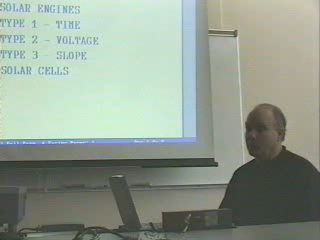 SOLAR ENGINES
TYPE 1 - TIME
TYPE 2 - VOLTAGE
TYPE 3 - SLOPE
SOLAR CELLS